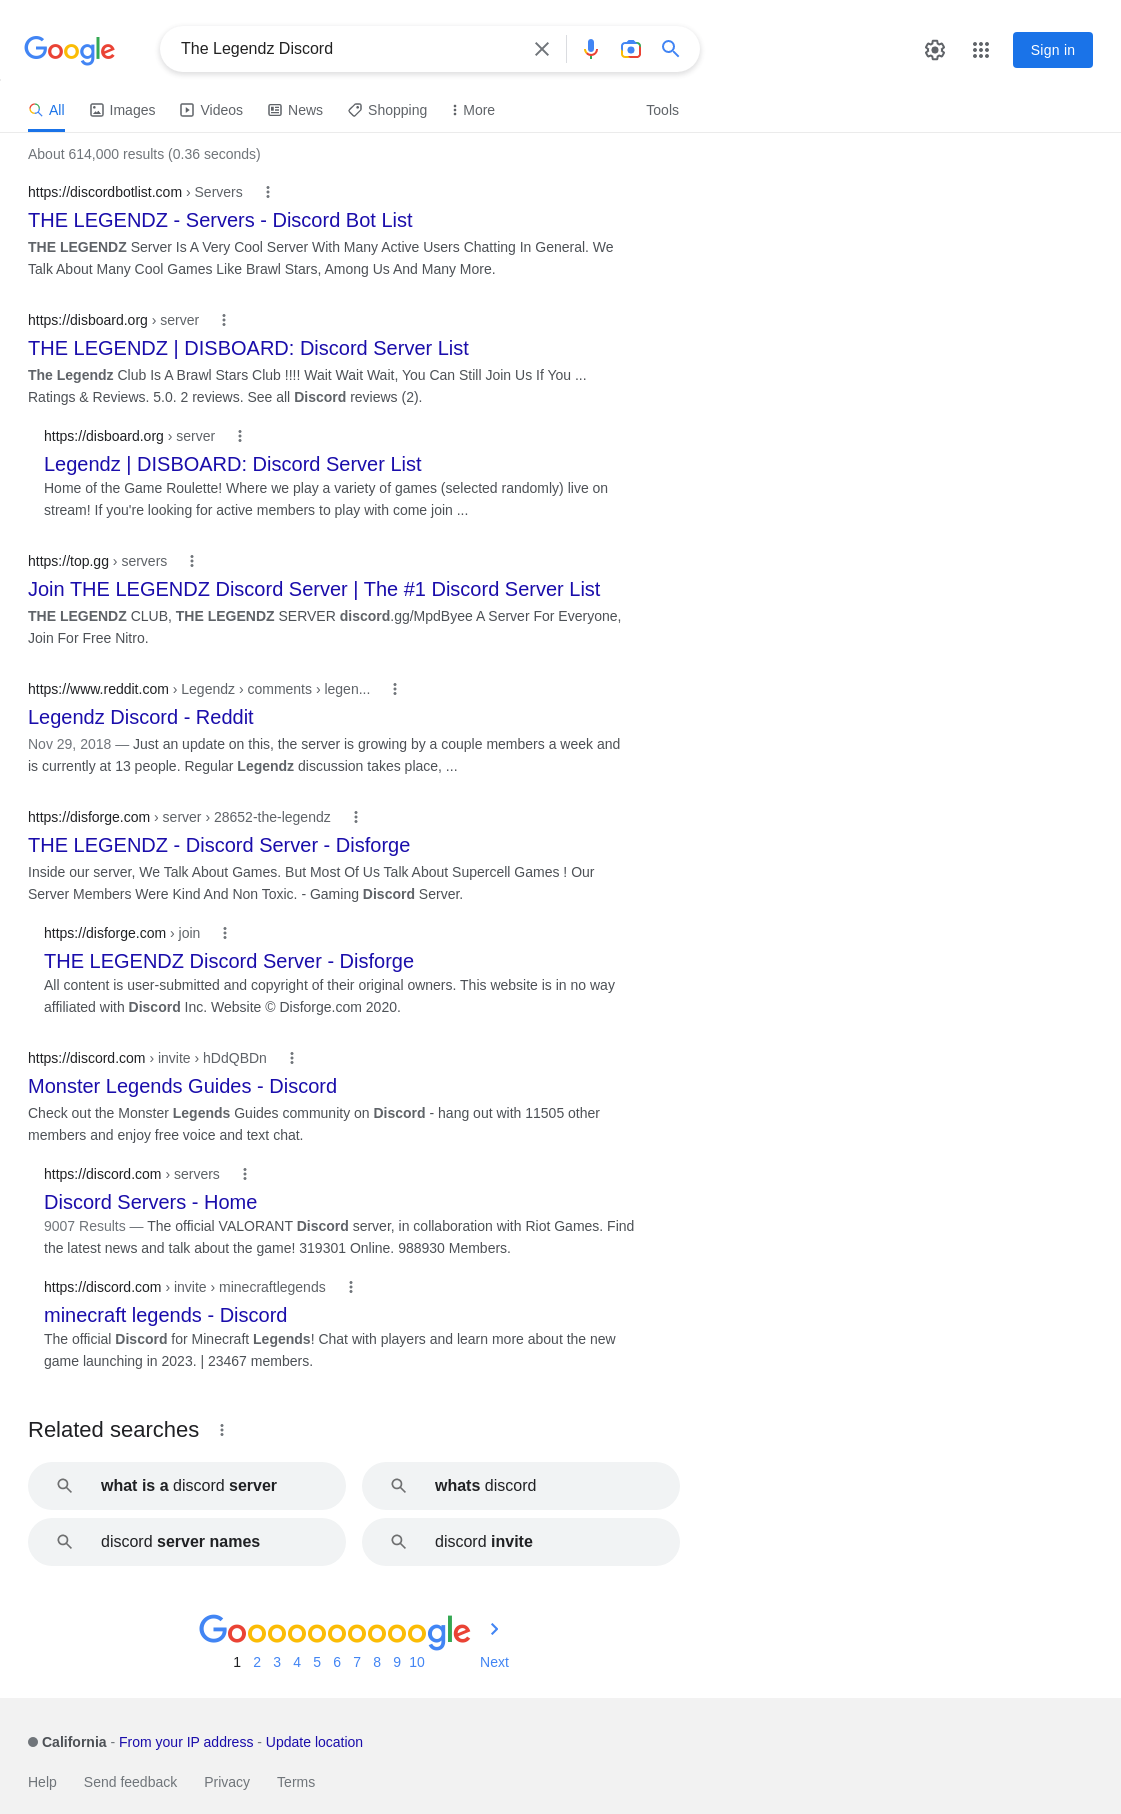 Google
The Legendz Discord
Sign in
All Images Videos News Shopping More Tools
About 614,000 results (0.36 seconds)
https://discordbotlist.com › Servers
THE LEGENDZ - Servers - Discord Bot List
THE LEGENDZ Server Is A Very Cool Server With Many Active Users Chatting In General. We
Talk About Many Cool Games Like Brawl Stars, Among Us And Many More.
https://disboard.org › server
THE LEGENDZ | DISBOARD: Discord Server List
The Legendz Club Is A Brawl Stars Club !!!! Wait Wait Wait, You Can Still Join Us If You ...
Ratings & Reviews. 5.0. 2 reviews. See all Discord reviews (2).
https://disboard.org › server
Legendz | DISBOARD: Discord Server List
Home of the Game Roulette! Where we play a variety of games (selected randomly) live on
stream! If you're looking for active members to play with come join ...
https://top.gg › servers
Join THE LEGENDZ Discord Server | The #1 Discord Server List
THE LEGENDZ CLUB, THE LEGENDZ SERVER discord.gg/MpdByee A Server For Everyone,
Join For Free Nitro.
https://www.reddit.com › Legendz › comments › legen...
Legendz Discord - Reddit
Nov 29, 2018 — Just an update on this, the server is growing by a couple members a week and
is currently at 13 people. Regular Legendz discussion takes place, ...
https://disforge.com › server › 28652-the-legendz
THE LEGENDZ - Discord Server - Disforge
Inside our server, We Talk About Games. But Most Of Us Talk About Supercell Games ! Our
Server Members Were Kind And Non Toxic. - Gaming Discord Server.
https://disforge.com › join
THE LEGENDZ Discord Server - Disforge
All content is user-submitted and copyright of their original owners. This website is in no way
affiliated with Discord Inc. Website © Disforge.com 2020.
https://discord.com › invite › hDdQBDn
Monster Legends Guides - Discord
Check out the Monster Legends Guides community on Discord - hang out with 11505 other
members and enjoy free voice and text chat.
https://discord.com › servers
Discord Servers - Home
9007 Results — The official VALORANT Discord server, in collaboration with Riot Games. Find
the latest news and talk about the game! 319301 Online. 988930 Members.
https://discord.com › invite › minecraftlegends
minecraft legends - Discord
The official Discord for Minecraft Legends! Chat with players and learn more about the new
game launching in 2023. | 23467 members.
Related searches
what is a discord server
whats discord
discord server names
discord invite
Goooooooooogle
1 2 3 4 5 6 7 8 9 10 Next
California - From your IP address - Update location
Help Send feedback Privacy Terms